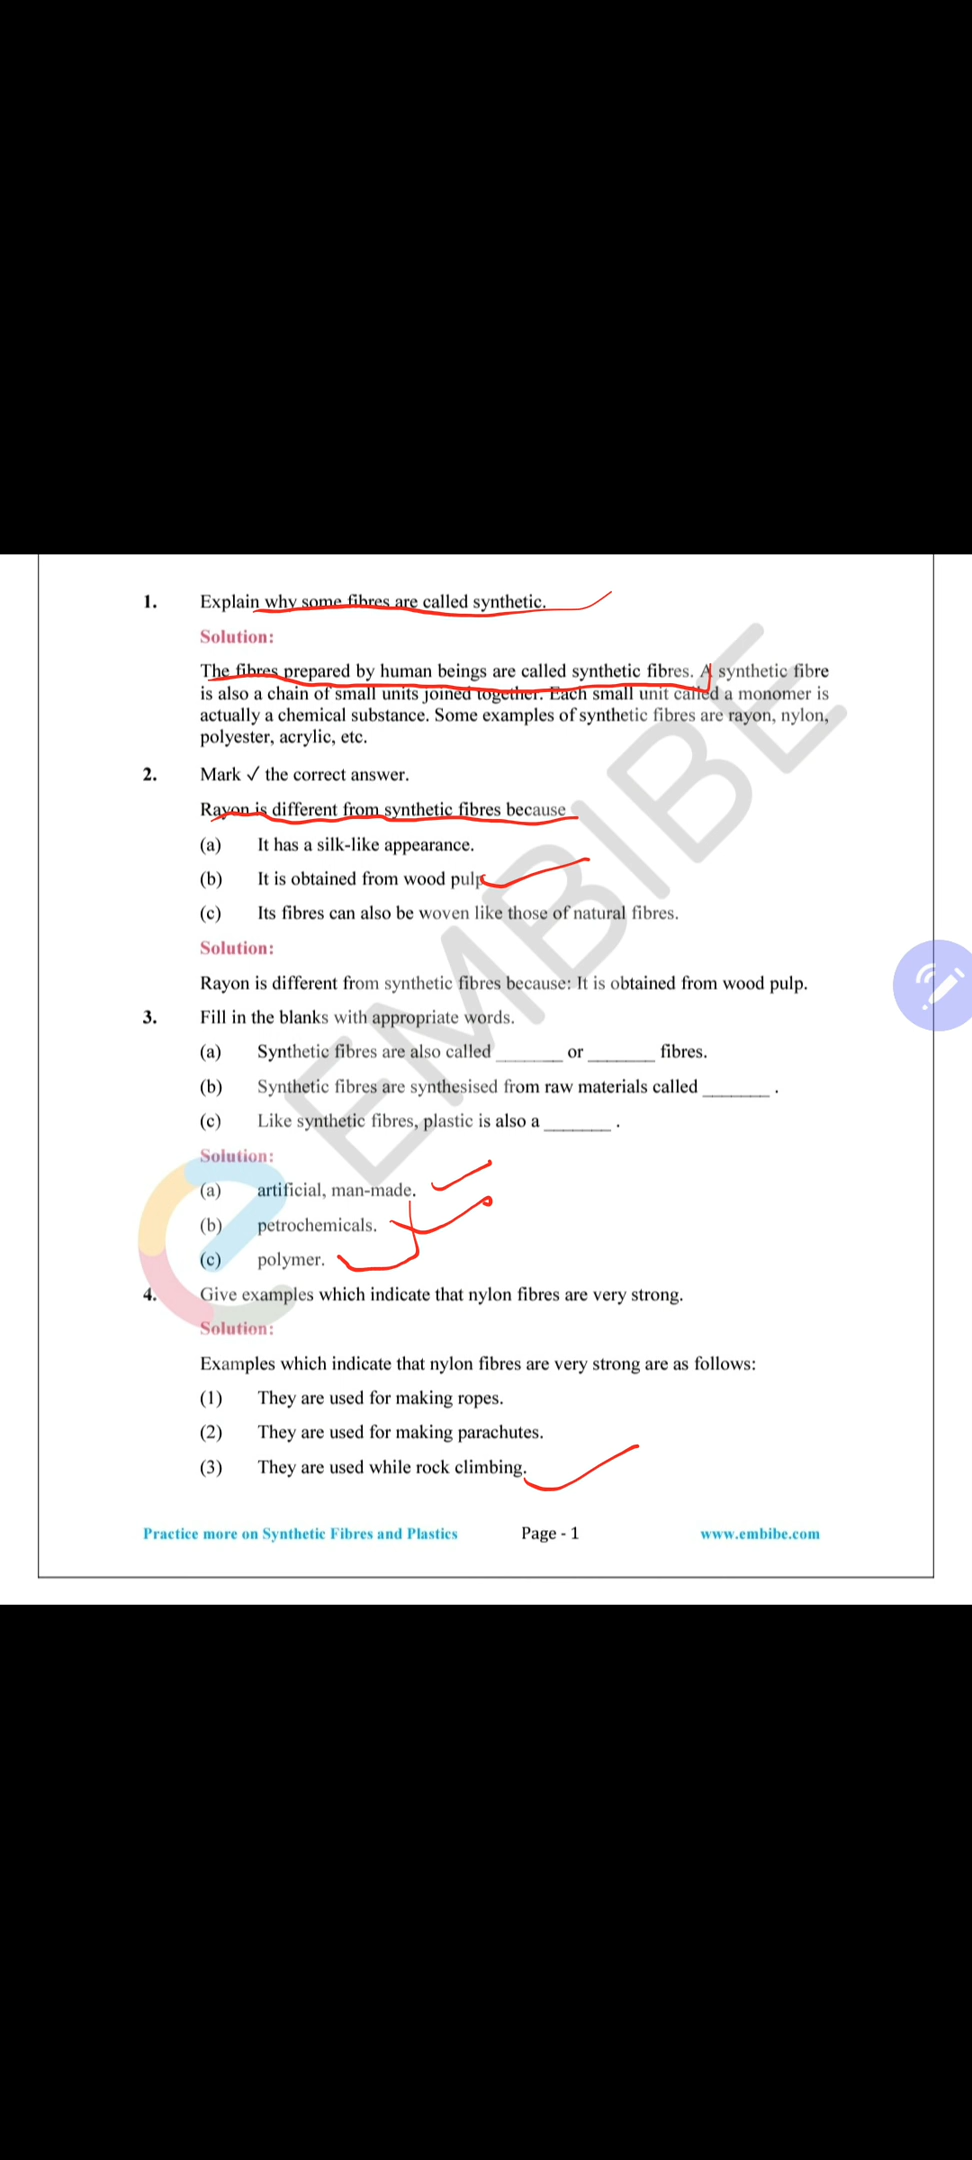 1. Explain why some fibres are called synthetic.
Solution:
The fibres prepared by human beings are called synthetic fibres. A synthetic fibre
is also a chain of small units joined together. Each small unit called a monomer is
actually a chemical substance. Some examples of synthetic fibres are rayon, nylon,
polyester, acrylic, etc.
2. Mark ✓ the correct answer.
Rayon is different from synthetic fibres because
(a) It has a silk-like appearance.
(b) It is obtained from wood pulp
(c) Its fibres can also be woven like those of natural fibres.
Solution:
Rayon is different from synthetic fibres because: It is obtained from wood pulp.
3. Fill in the blanks with appropriate words.
(a) Synthetic fibres are also called _______ or _______ fibres.
(b) Synthetic fibres are synthesised from raw materials called _______ .
(c) Like synthetic fibres, plastic is also a _______ .
Solution:
(a) artificial, man-made.
(b) petrochemicals.
(c) polymer.
4. Give examples which indicate that nylon fibres are very strong.
Solution:
Examples which indicate that nylon fibres are very strong are as follows:
(1) They are used for making ropes.
(2) They are used for making parachutes.
(3) They are used while rock climbing.
Practice more on Synthetic Fibres and Plastics Page - 1 www.embibe.com
EMBIBE